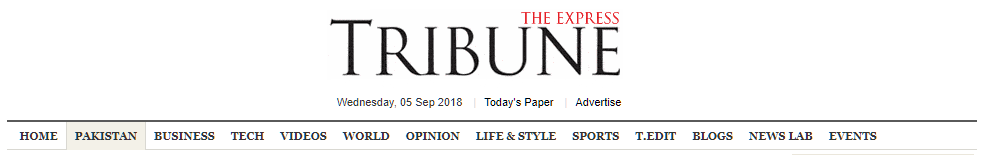 THE EXPRESS
TRIBUNE
Wednesday, 05 Sep 2018 | Today's Paper | Advertise
HOME PAKISTAN BUSINESS TECH VIDEOS WORLD OPINION LIFE & STYLE SPORTS T.EDIT BLOGS NEWS LAB EVENTS